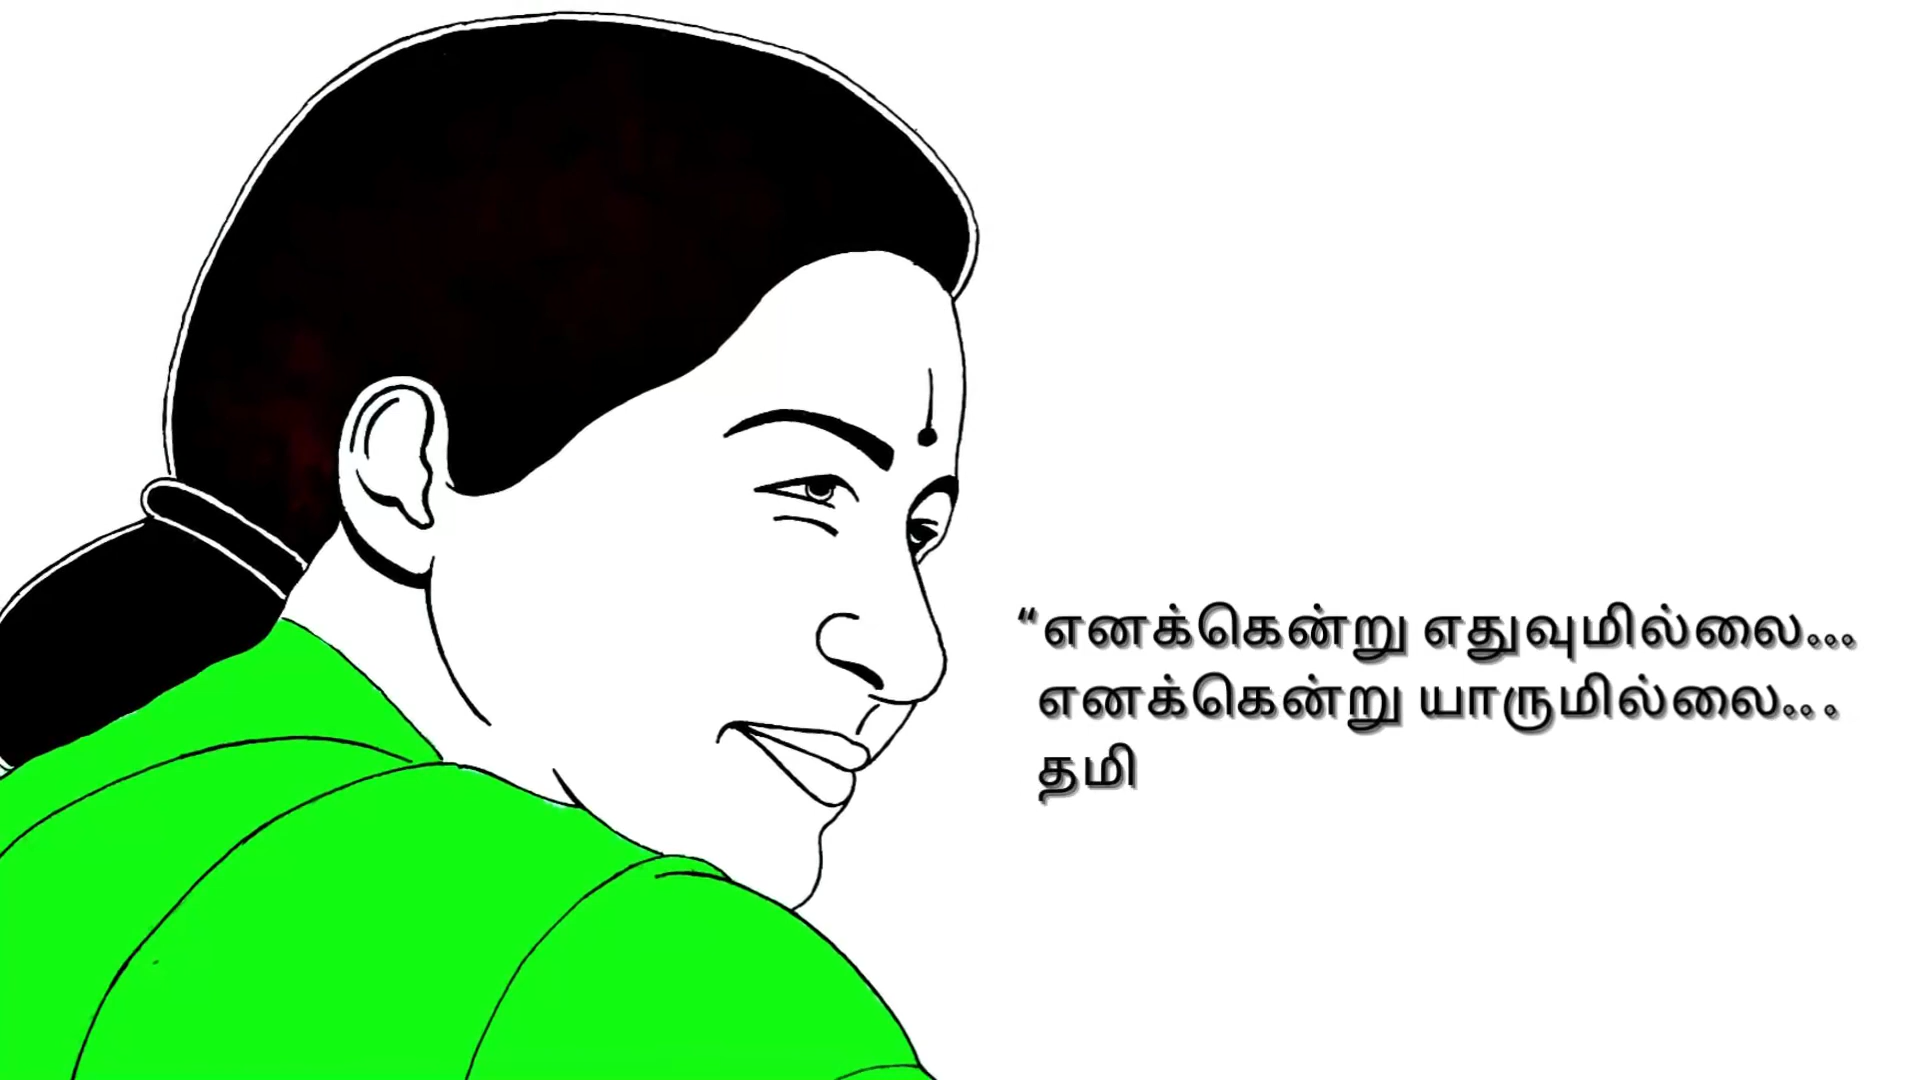 “எனக்கென்று எதுவுமில்லை...
எனக்கென்று யாருமில்லை...
தமி